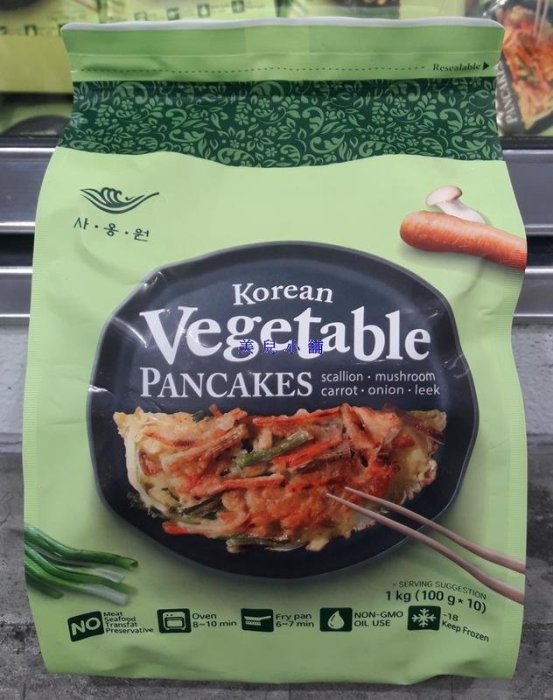 Resealable ▶
사·옹·원
Korean
Vegetable
美兒小舖
PANCAKES
scallion · mushroom
carrot · onion · leek
* SERVING SUGGESTION
1 kg (100 g * 10)
NO
Meat
Seafood
Transfat
Preservative
Oven
8~10 min
Fry pan
6~7 min
NON-GMO
OIL USE
-18
Keep Frozen